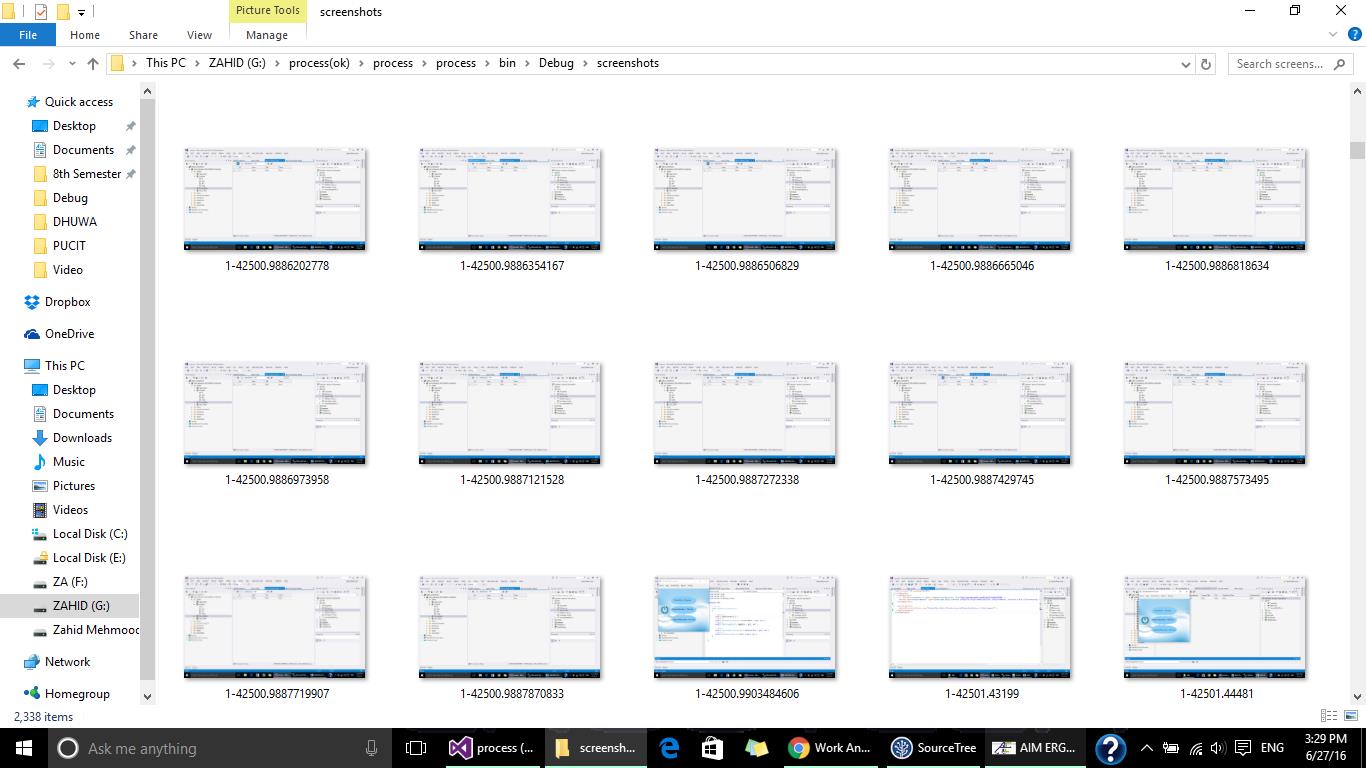 Picture Tools
screenshots
File
Home
Share
View
Manage
This PC
ZAHID (G:)
process(ok)
process
process
bin
Debug
screenshots
Search screens...
Quick access
Desktop
Documents
8th Semester
Debug
DHUWA
PUCIT
Video
Dropbox
OneDrive
This PC
Desktop
Documents
Downloads
Music
Pictures
Videos
Local Disk (C:)
Local Disk (E:)
ZA (F:)
ZAHID (G:)
Zahid Mehmood
Network
Homegroup
1-42500.9886202778
1-42500.9886354167
1-42500.9886506829
1-42500.9886665046
1-42500.9886818634
1-42500.9886973958
1-42500.9887121528
1-42500.9887272338
1-42500.9887429745
1-42500.9887573495
1-42500.9887719907
1-42500.9887870833
1-42500.9903484606
1-42501.43199
1-42501.44481
2,338 items
Ask me anything
process (...
screensh...
Work An...
SourceTree
AIM ERG...
ENG
3:29 PM
6/27/16